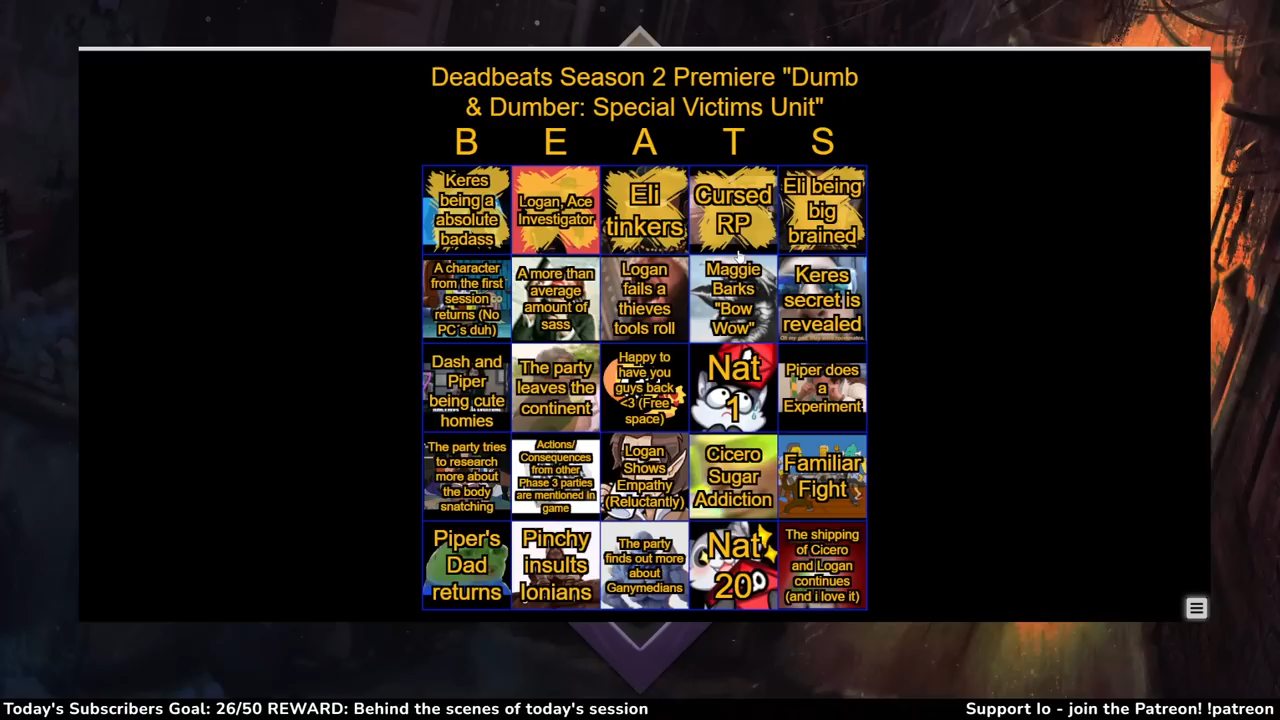 Deadbeats Season 2 Premiere "Dumb
& Dumber: Special Victims Unit"
B E A T S
Keres
being a
absolute
badass
Logan, Ace
Investigator
Eli
tinkers
Cursed
RP
Eli being
big
brained
A character
from the first
session
returns (No
PC´s duh)
A more than
average
amount of
sass
Logan
fails a
thieves
tools roll
Maggie
Barks
"Bow
Wow"
Keres
secret is
revealed
Dash and
Piper
being cute
homies
The party
leaves the
continent
Happy to
have you
guys back
<3 (Free
space)
Nat
1
Piper does
a
Experiment
The party tries
to research
more about
the body
snatching
Actions/
Consequences
from other
Phase 3 parties
are mentioned in
game
Logan
Shows
Empathy
(Reluctantly)
Cicero
Sugar
Addiction
Familiar
Fight
Piper's
Dad
returns
Pinchy
insults
Ionians
The party
finds out more
about
Ganymedians
Nat
20
The shipping
of Cicero
and Logan
continues
(and i love it)
Today's Subscribers Goal: 26/50 REWARD: Behind the scenes of today's session
Support Io - join the Patreon! !patreon